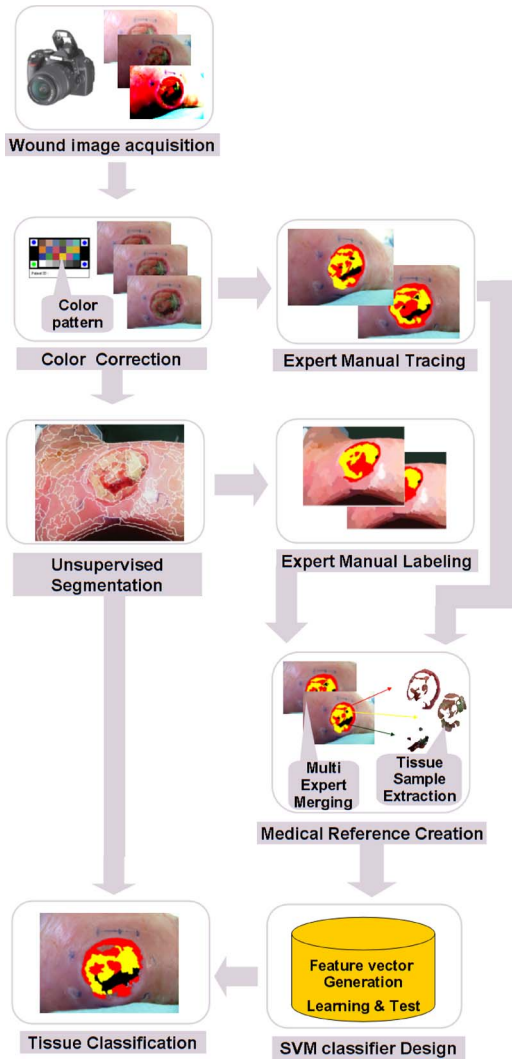 Wound image acquisition
Color
pattern
Color Correction
Expert Manual Tracing
Unsupervised
Segmentation
Expert Manual Labeling
Multi
Expert
Merging
Tissue
Sample
Extraction
Medical Reference Creation
Feature vector
Generation
Learning & Test
Tissue Classification
SVM classifier Design